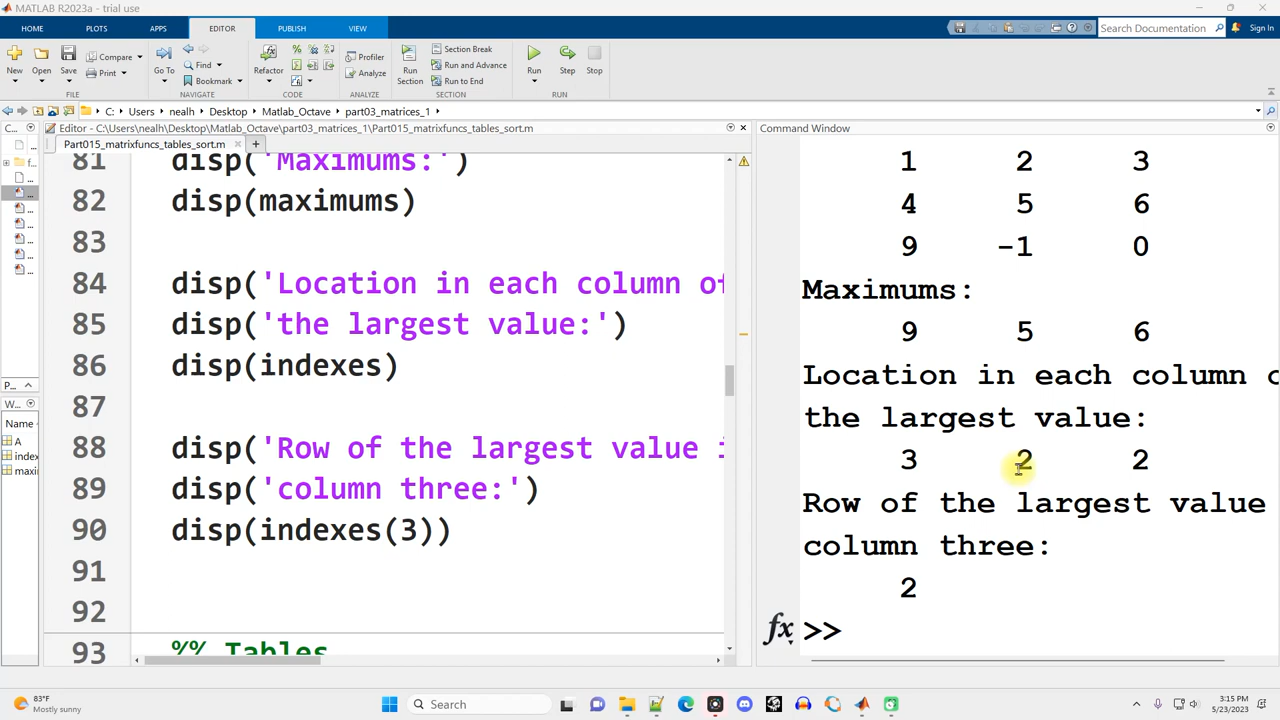 MATLAB R2023a - trial use
HOME PLOTS APPS EDITOR PUBLISH VIEW Search Documentation Sign In
New Open Save Compare Print Go To Find Bookmark Refactor Profiler Analyze Run Section Section Break Run and Advance Run to End Run Step Stop
FILE NAVIGATE CODE ANALYZE SECTION RUN
C: Users nealh Desktop Matlab_Octave part03_matrices_1
C... Editor - C:\Users\nealh\Desktop\Matlab_Octave\part03_matrices_1\Part015_matrixfuncs_tables_sort.m
Part015_matrixfuncs_tables_sort.m +
81 disp('Maximums:')
82 disp(maximums)
83
84 disp('Location in each column of
85 disp('the largest value:')
86 disp(indexes)
87
88 disp('Row of the largest value i
89 disp('column three:')
90 disp(indexes(3))
91
92
93 %% Tables
P...
W...
Name
A
index
maxim
Command Window
1 2 3
4 5 6
9 -1 0
Maximums:
9 5 6
Location in each column o
the largest value:
3 2 2
Row of the largest value
column three:
2
fx >>
83°F
Mostly sunny
Search
3:15 PM
5/23/2023